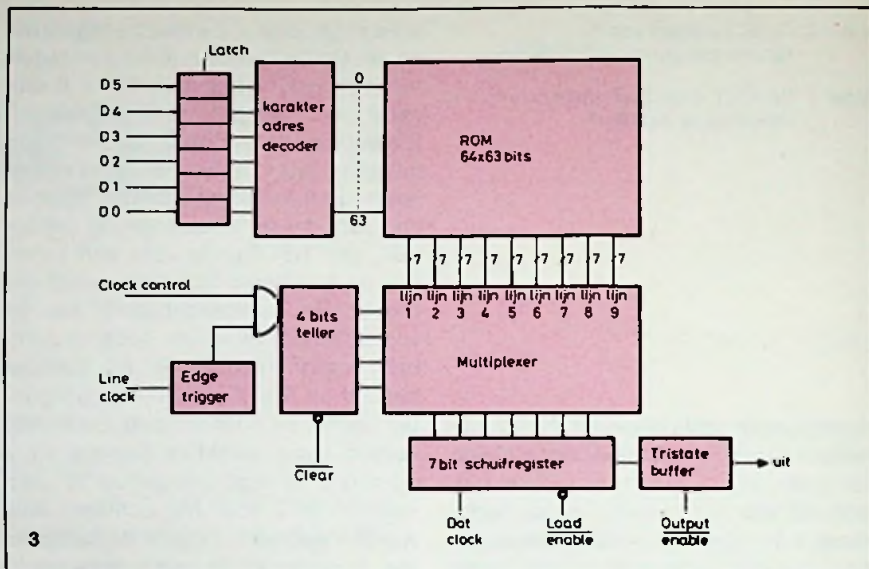 Latch
D5
D4
D3
D2
D1
D0
karakter
adres
decoder
0
63
ROM
64x63 bits
7 7 7 7 7 7 7 7 7
lijn lijn lijn lijn lijn lijn lijn lijn lijn
1 2 3 4 5 6 7 8 9
Multiplexer
Clock control
Line
clock
Edge
trigger
4 bits
teller
Clear
7bit schuifregister
Tristate
buffer
uit
Dot
clock
Load
enable
Output
enable
3